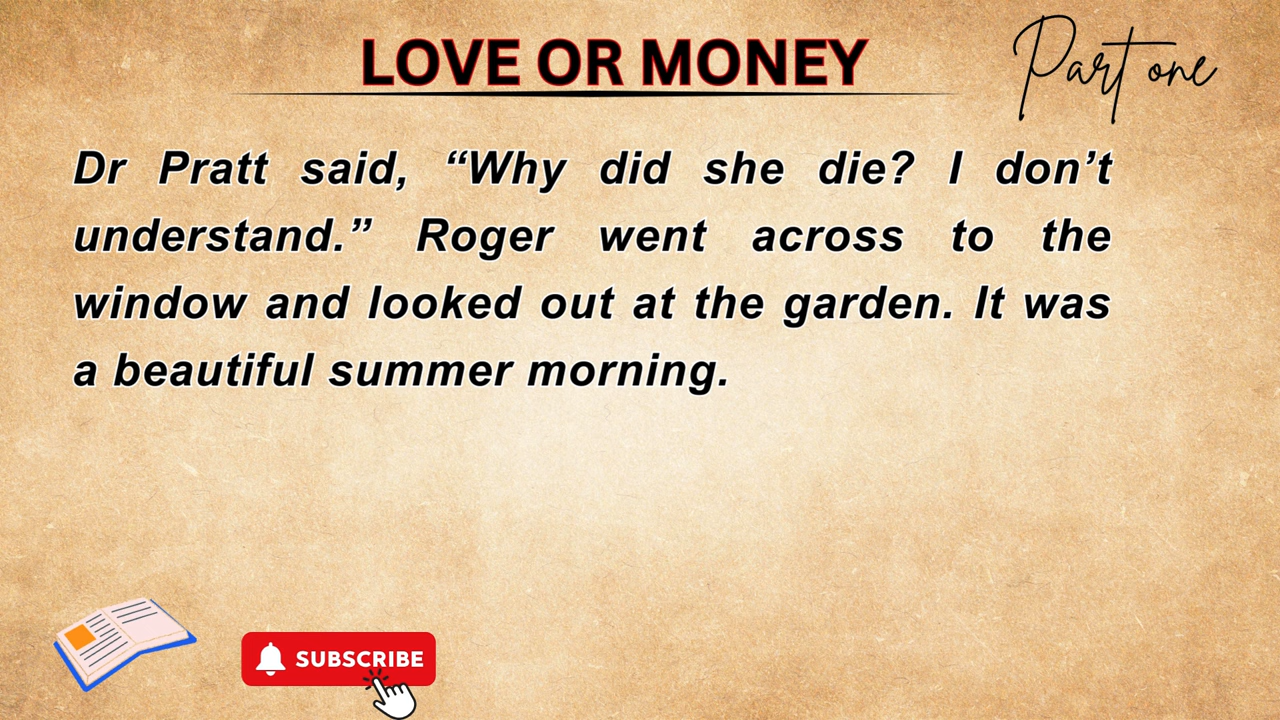 LOVE OR MONEY
Part one
Dr Pratt said, “Why did she die? I don’t
understand.” Roger went across to the
window and looked out at the garden. It was
a beautiful summer morning.
SUBSCRIBE